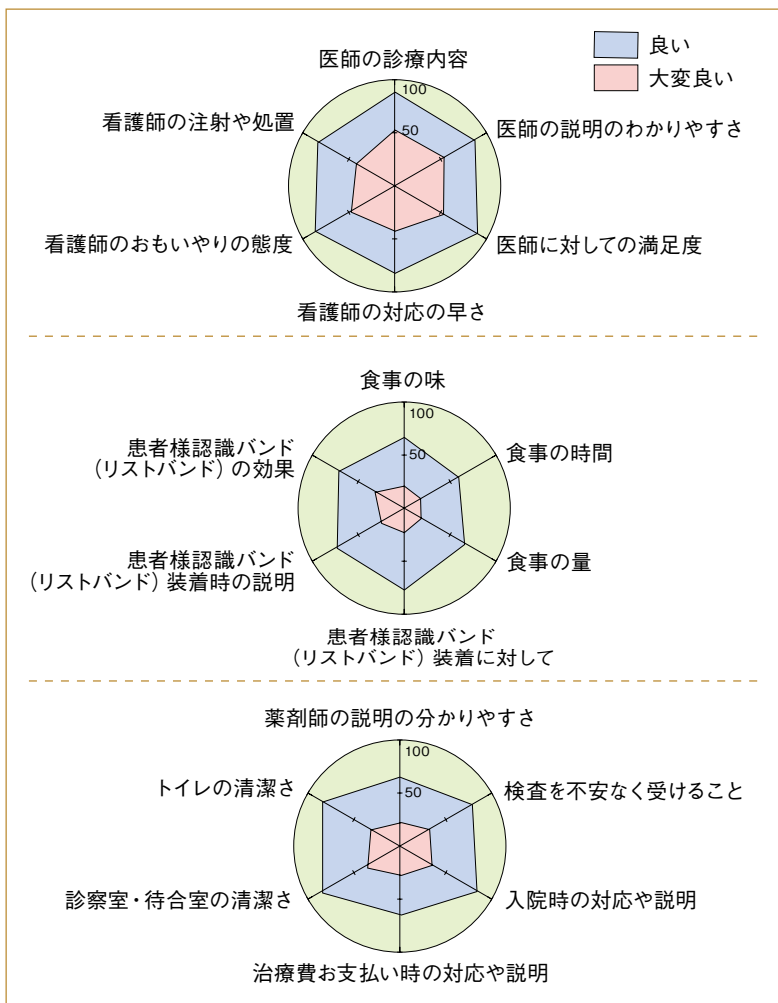 良い
大変良い
医師の診療内容
100
50
看護師の注射や処置
医師の説明のわかりやすさ
看護師のおもいやりの態度
医師に対しての満足度
看護師の対応の早さ
食事の味
100
50
患者様認識バンド
(リストバンド)の効果
食事の時間
患者様認識バンド
(リストバンド)装着時の説明
食事の量
患者様認識バンド
(リストバンド)装着に対して
薬剤師の説明の分かりやすさ
100
50
トイレの清潔さ
検査を不安なく受けること
診察室・待合室の清潔さ
入院時の対応や説明
治療費お支払い時の対応や説明